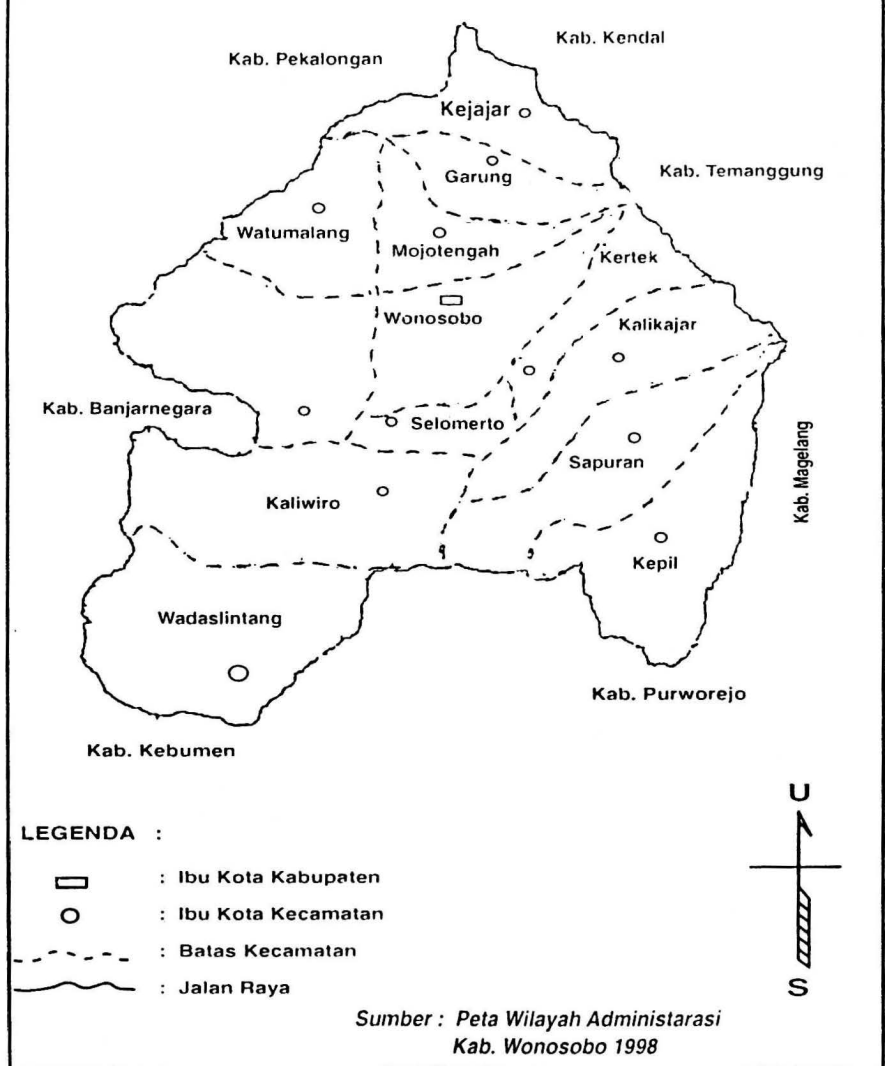 Kab. Kendal
Kab. Pekalongan
Kejajar
Garung
Kab. Temanggung
Watumalang
Mojotengah
Kertek
Wonosobo
Kalikajar
Kab. Banjarnegara
Selomerto
Sapuran
Kab. Magelang
Kaliwiro
Kepil
Wadaslintang
Kab. Purworejo
Kab. Kebumen
LEGENDA :
: Ibu Kota Kabupaten
: Ibu Kota Kecamatan
: Batas Kecamatan
: Jalan Raya
U
S
Sumber : Peta Wilayah Administarasi
Kab. Wonosobo 1998